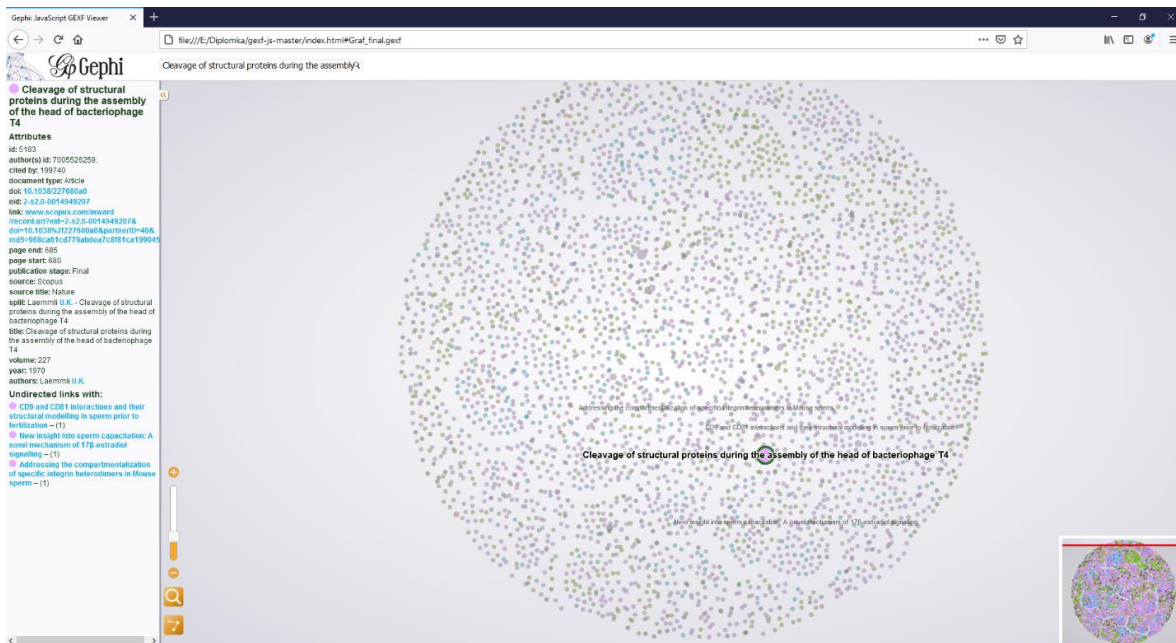 Gephi: JavaScript GEXF Viewer
file:///E:/Diplomka/gexf-js-master/index.html#Graf_final.gexf
Gephi
Cleavage of structural proteins during the assembly
Cleavage of structural
proteins during the assembly
of the head of bacteriophage
T4
Attributes
id: 5183
author(s) id: 7005526259,
cited by: 199740
document type: Article
doi: 10.1038/227680a0
eid: 2-s2.0-0014949207
link: www.scopus.com/inward
/record.uri?eid=2-s2.0-0014949207&
doi=10.1038%2f227680a0&partnerID=40&
md5=968ca61cd779abdea7c8f81ca199045
page end: 685
page start: 680
publication stage: Final
source: Scopus
source title: Nature
split: Laemmli U.K. - Cleavage of structural
proteins during the assembly of the head of
bacteriophage T4
title: Cleavage of structural proteins during
the assembly of the head of bacteriophage
T4
volume: 227
year: 1970
authors: Laemmli U.K.
Undirected links with:
CD9 and CD81 interactions and their
structural modelling in sperm prior to
fertilization – (1)
New insight into sperm capacitation: A
novel mechanism of 17β-estradiol
signalling – (1)
Addressing the compartmentalization
of specific integrin heterodimers in Mouse
sperm – (1)
Addressing the compartmentalization of specific integrin heterodimers in Mouse sperm
CD9 and CD81 interactions and their structural modelling in sperm prior to fertilization
Cleavage of structural proteins during the assembly of the head of bacteriophage T4
New insight into sperm capacitation: A novel mechanism of 17β-estradiol signalling